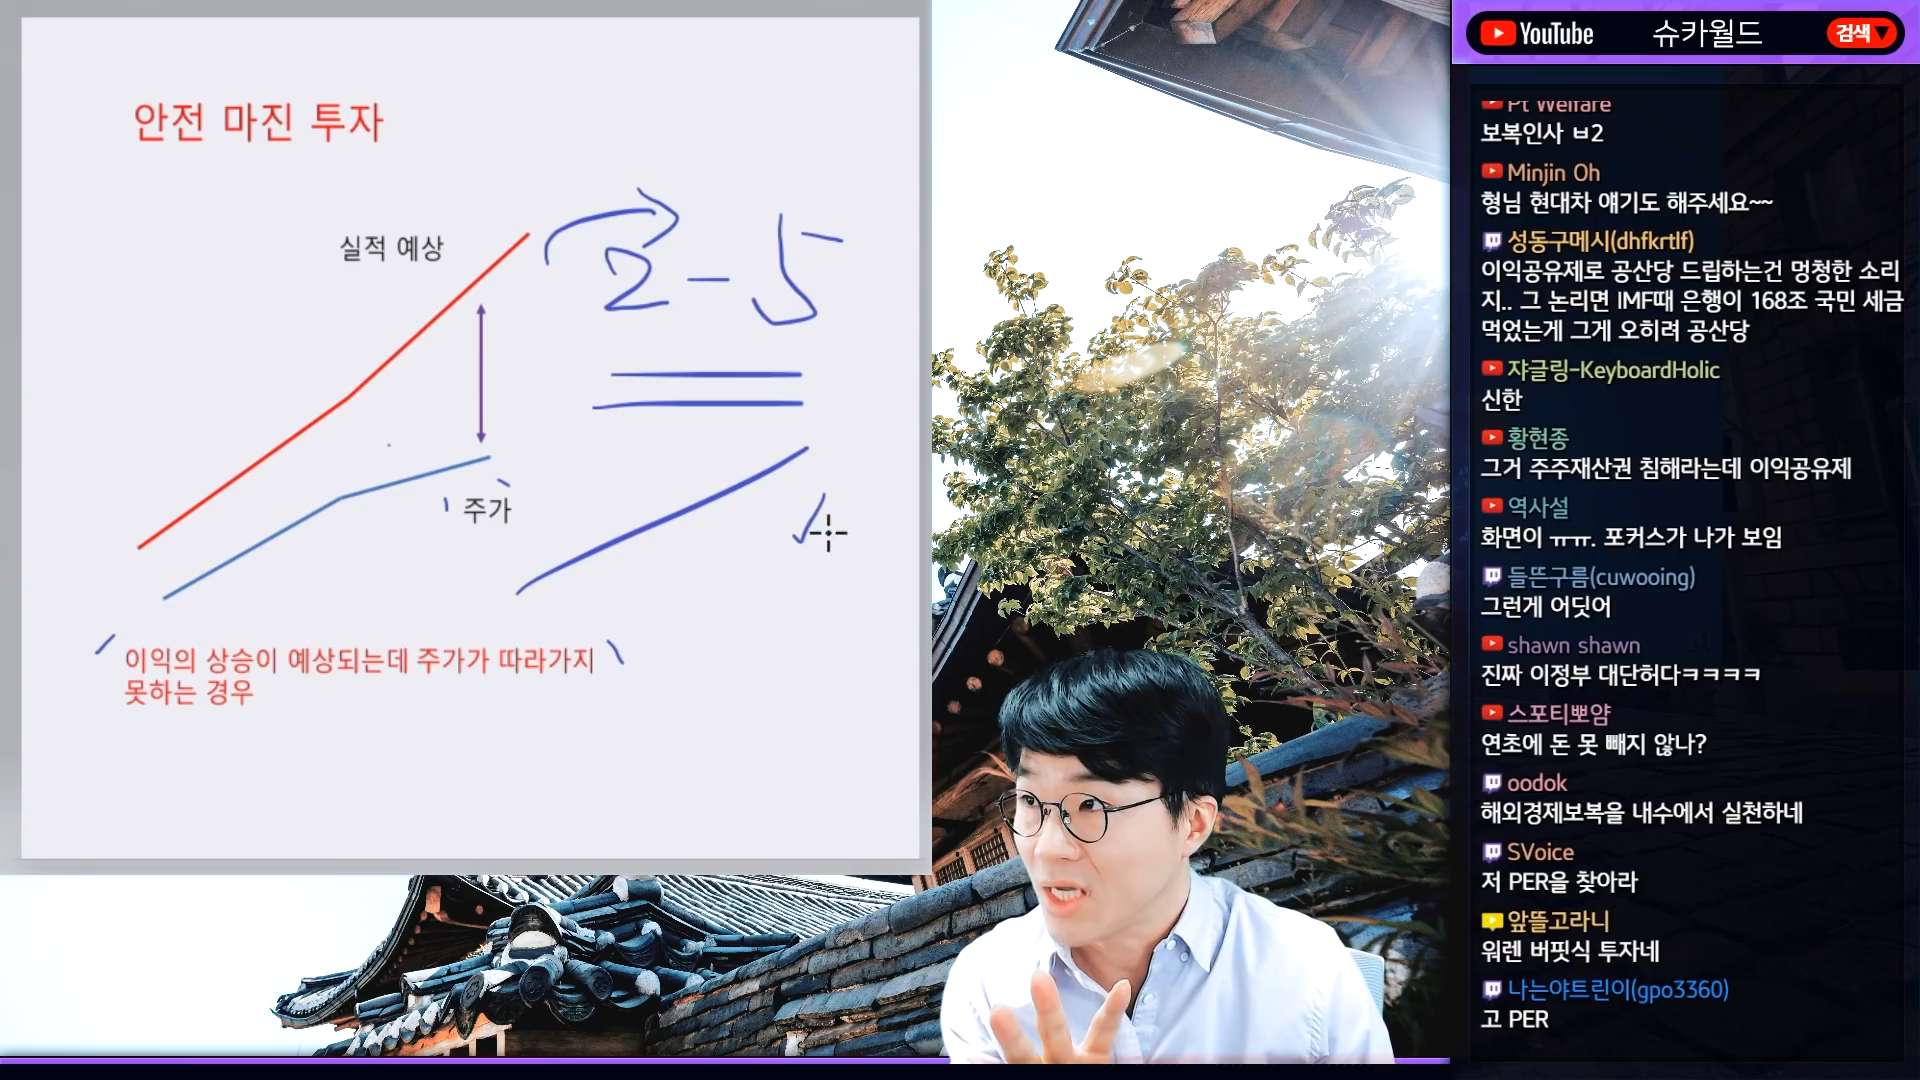 안전 마진 투자
실적 예상
2-5
주가
이익의 상승이 예상되는데 주가가 따라가지
못하는 경우
YouTube 슈카월드 검색
Pt Welfare
보복인사 ㅂ2
Minjin Oh
형님 현대차 얘기도 해주세요~~
성동구메시(dhfkrtlf)
이익공유제로 공산당 드립하는건 멍청한 소리
지.. 그 논리면 IMF때 은행이 168조 국민 세금
먹었는게 그게 오히려 공산당
쟈글링-KeyboardHolic
신한
황현종
그거 주주재산권 침해라는데 이익공유제
역사설
화면이 ㅠㅠ. 포커스가 나가 보임
들뜬구름(cuwooing)
그런게 어딧어
shawn shawn
진짜 이정부 대단허다ㅋㅋㅋㅋ
스포티뽀얌
연초에 돈 못 빼지 않나?
oodok
해외경제보복을 내수에서 실천하네
SVoice
저 PER을 찾아라
앞뜰고라니
워렌 버핏식 투자네
나는야트린이(gpo3360)
고 PER